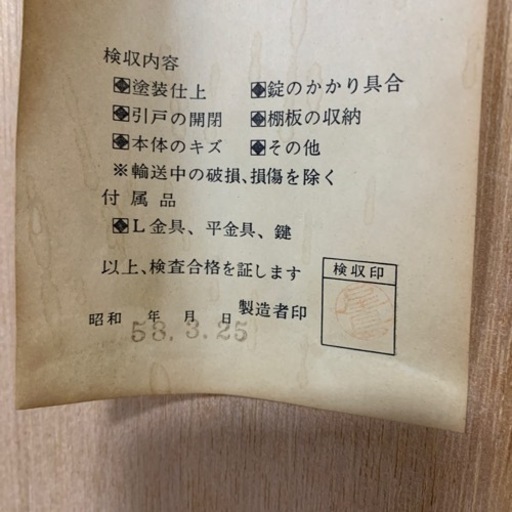 検収内容
塗装仕上 錠のかかり具合
引戸の開閉 棚板の収納
本体のキズ その他
※輸送中の破損、損傷を除く
付属品
L金具、平金具、鍵
以上、検査合格を証します
検収印
昭和 年 月 日 製造者印
58.3.25